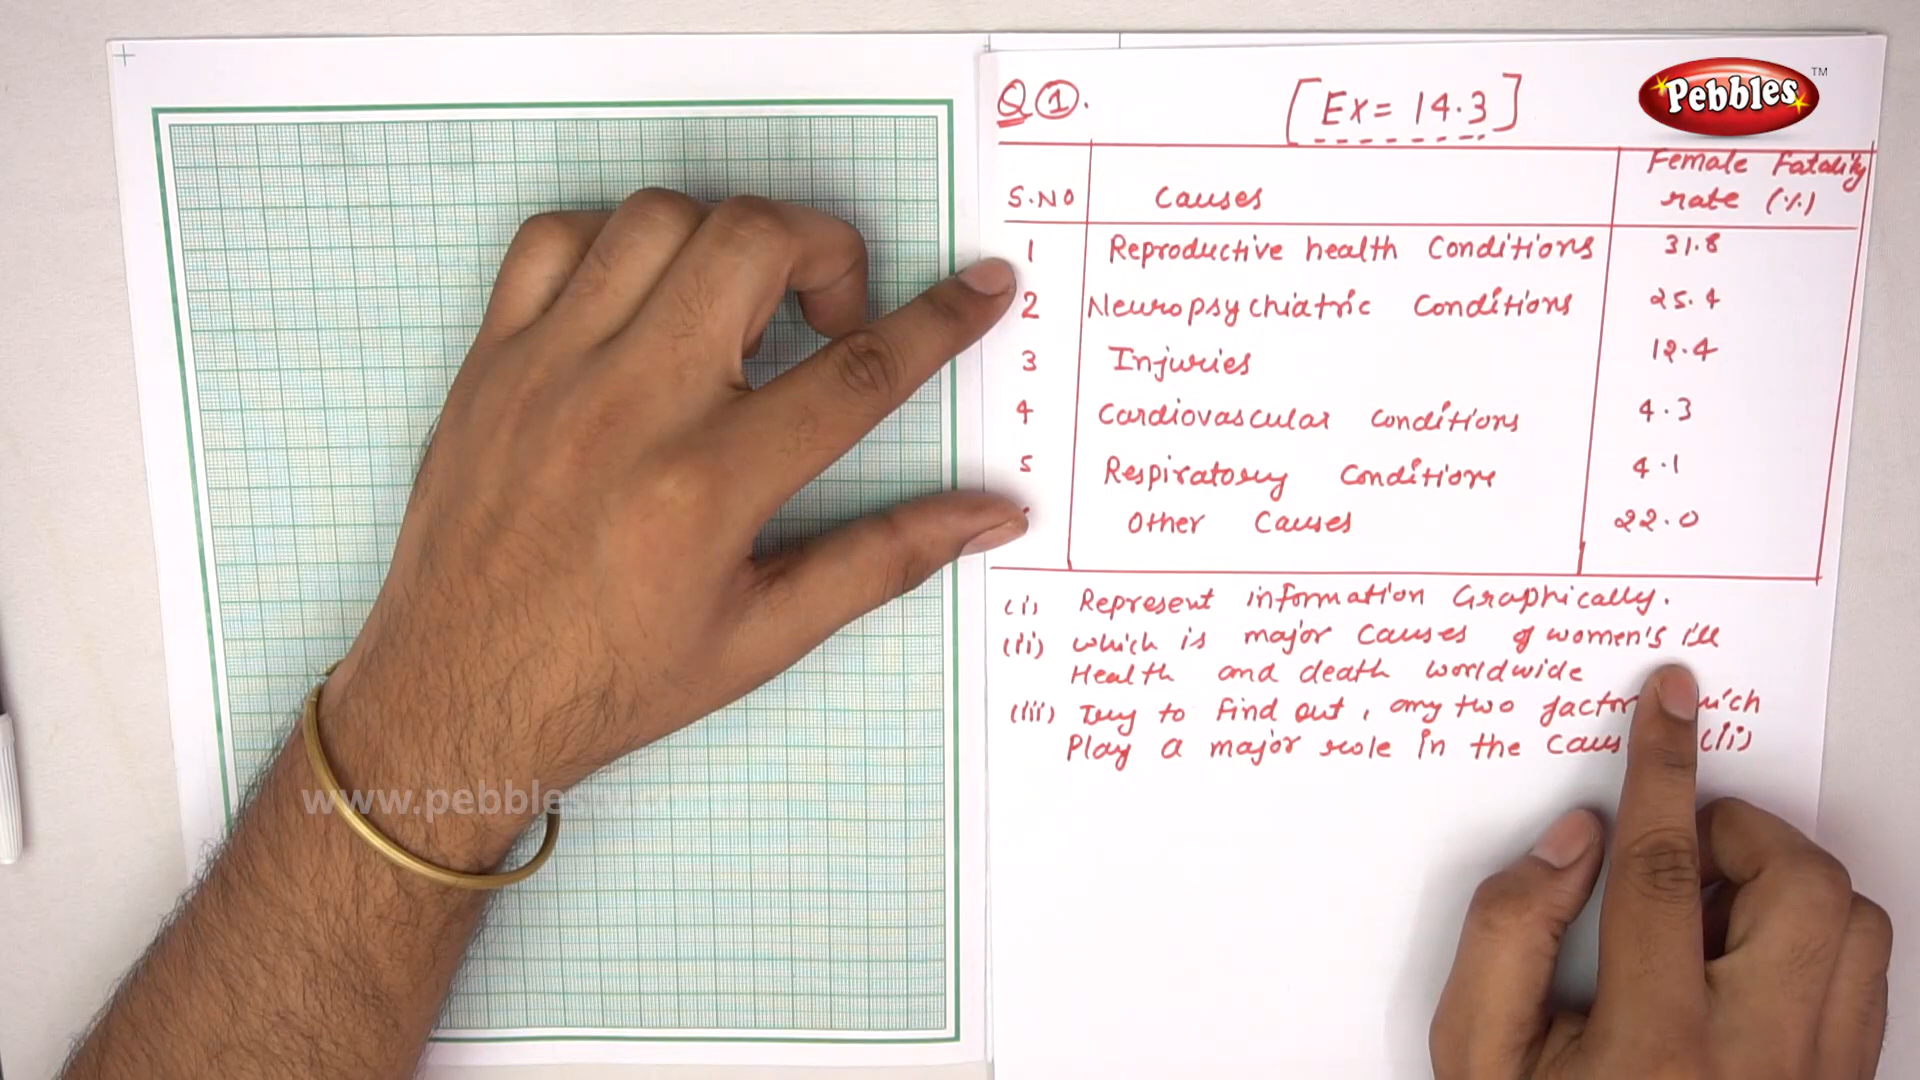 Q 1.
[Ex = 14.3]
Pebbles TM
S.NO Causes Female Fatality rate (%)
1 Reproductive health Conditions 31.8
2 Neuropsychiatric Conditions 25.4
3 Injuries 12.4
4 Cardiovascular conditions 4.3
5 Respiratory Conditions 4.1
Other Causes 22.0
(i) Represent information Graphically.
(ii) which is major causes of women's ill
Health and death worldwide
(iii) Try to find out, any two
Play a major role in the (ii)
www.pebbles